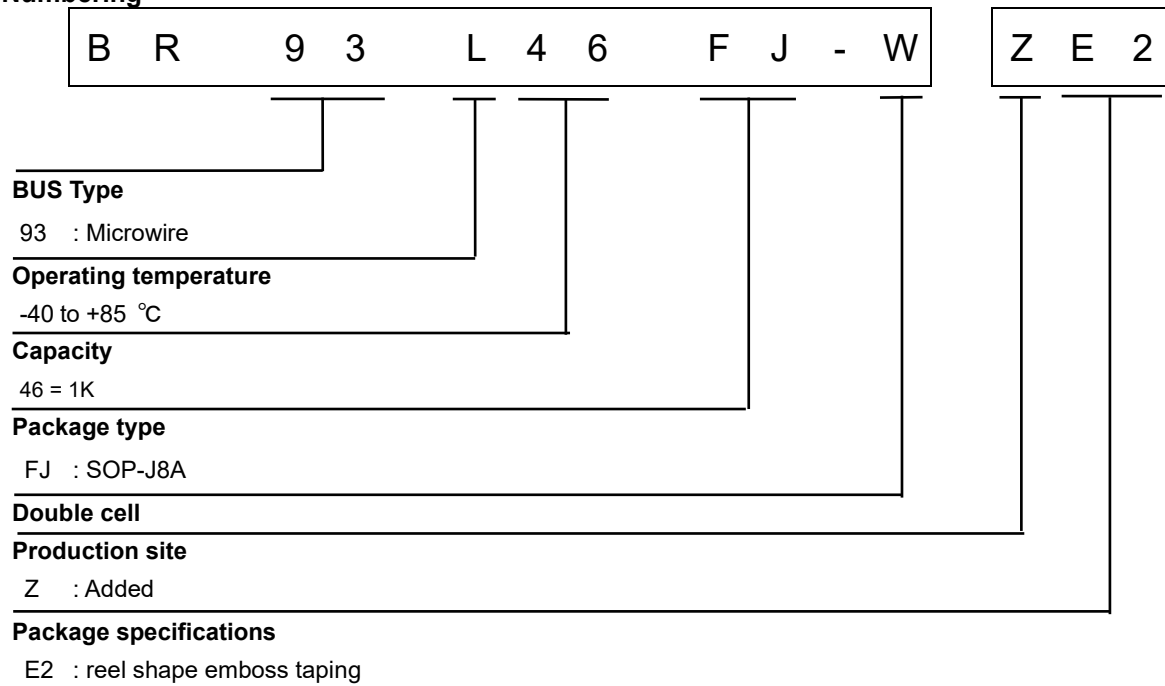 Numbering
B R 9 3 L 4 6 F J - W Z E 2
BUS Type
93 : Microwire
Operating temperature
-40 to +85 ℃
Capacity
46 = 1K
Package type
FJ : SOP-J8A
Double cell
Production site
Z : Added
Package specifications
E2 : reel shape emboss taping